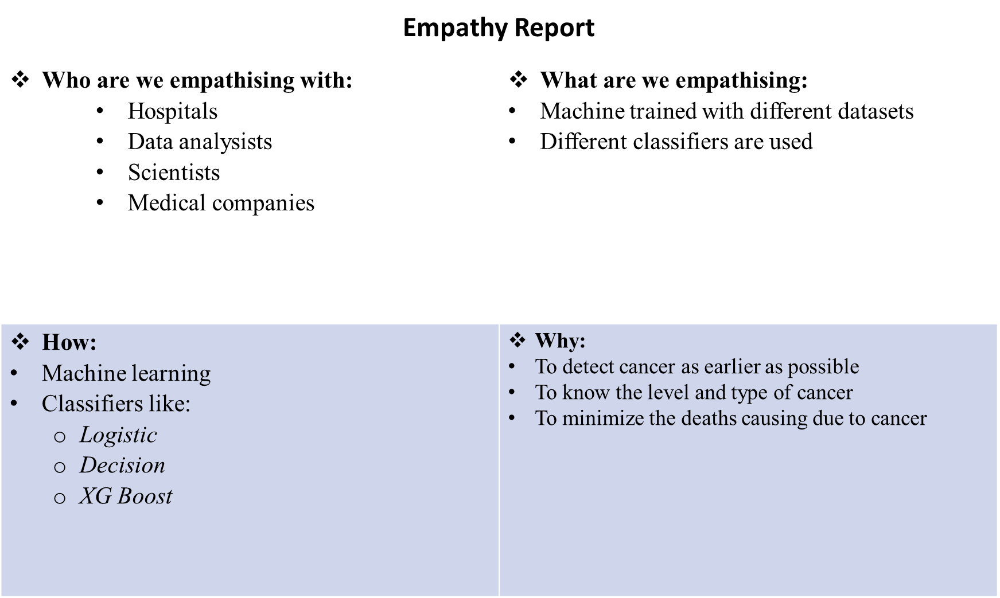 Empathy Report
❖ Who are we empathising with:
• Hospitals
• Data analysists
• Scientists
• Medical companies
❖ What are we empathising:
• Machine trained with different datasets
• Different classifiers are used
❖ How:
• Machine learning
• Classifiers like:
o Logistic
o Decision
o XG Boost
❖ Why:
• To detect cancer as earlier as possible
• To know the level and type of cancer
• To minimize the deaths causing due to cancer